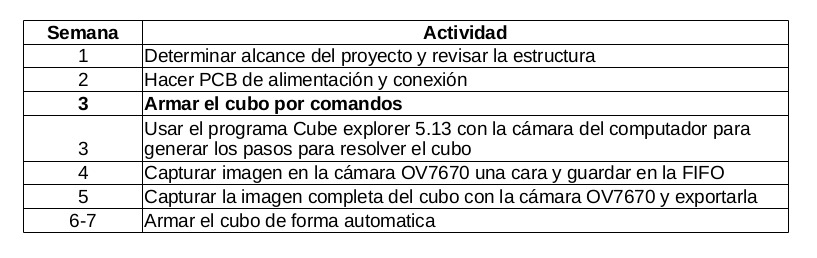 Semana Actividad
1 Determinar alcance del proyecto y revisar la estructura
2 Hacer PCB de alimentación y conexión
3 Armar el cubo por comandos
Usar el programa Cube explorer 5.13 con la cámara del computador para
3 generar los pasos para resolver el cubo
4 Capturar imagen en la cámara OV7670 una cara y guardar en la FIFO
5 Capturar la imagen completa del cubo con la cámara OV7670 y exportarla
6-7 Armar el cubo de forma automatica